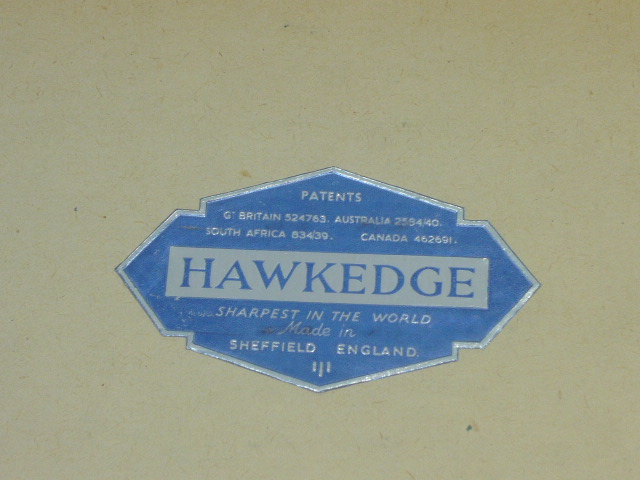 PATENTS
GT BRITAIN 524763. AUSTRALIA 2594/40.
SOUTH AFRICA 834/39. CANADA 462691.
HAWKEDGE
SHARPEST IN THE WORLD
Made in
SHEFFIELD ENGLAND.